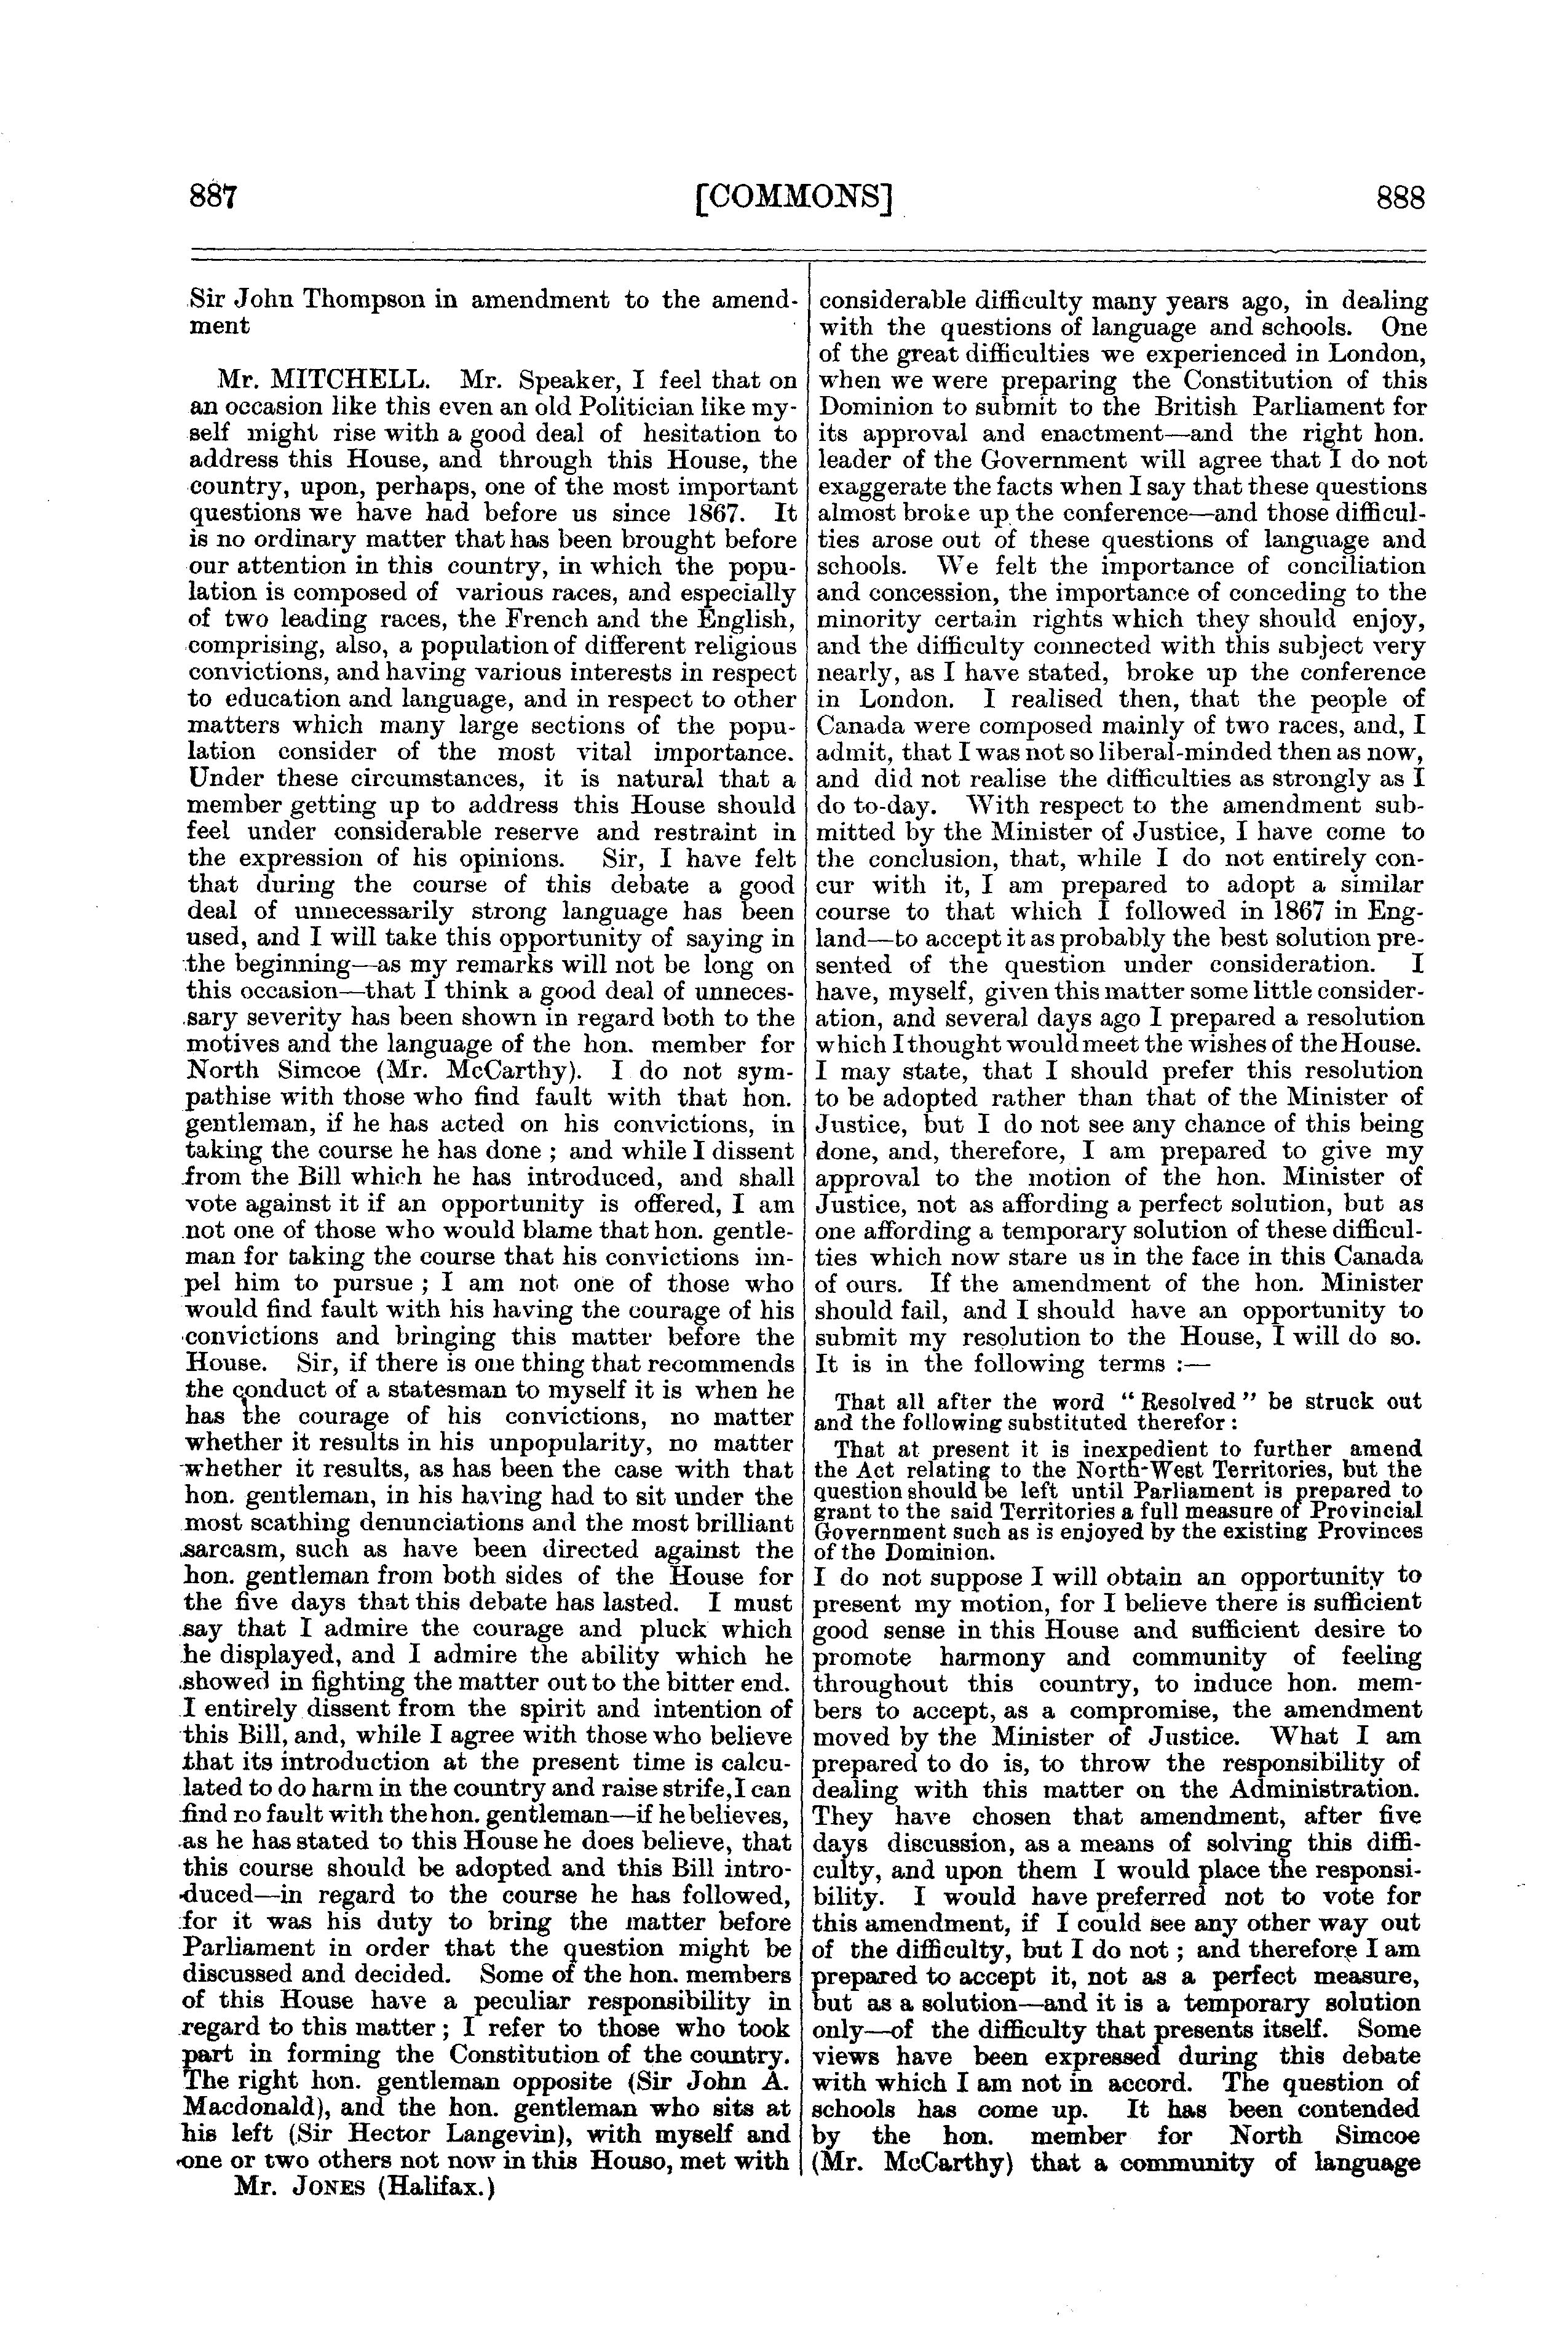 887
[COMMONS]
888
Sir John Thompson in amendment to the amend-
ment
Mr. MITCHELL. Mr. Speaker, I feel that on
an occasion like this even an old Politician like my-
self might rise with a good deal of hesitation to
address this House, and through this House, the
country, upon, perhaps, one of the most important
questions we have had before us since 1867. It
is no ordinary matter that has been brought before
our attention in this country, in which the popu-
lation is composed of various races, and especially
of two leading races, the French and the English,
comprising, also, a population of different religious
convictions, and having various interests in respect
to education and language, and in respect to other
matters which many large sections of the popu-
lation consider of the most vital importance.
Under these circumstances, it is natural that a
member getting up to address this House should
feel under considerable reserve and restraint in
the expression of his opinions. Sir, I have felt
that during the course of this debate a good
deal of unnecessarily strong language has been
used, and I will take this opportunity of saying in
the beginning—as my remarks will not be long on
this occasion—that I think a good deal of unneces-
sary severity has been shown in regard both to the
motives and the language of the hon. member for
North Simcoe (Mr. McCarthy). I do not sym-
pathise with those who find fault with that hon.
gentleman, if he has acted on his convictions, in
taking the course he has done ; and while I dissent
from the Bill which he has introduced, and shall
vote against it if an opportunity is offered, I am
not one of those who would blame that hon. gentle-
man for taking the course that his convictions im-
pel him to pursue ; I am not one of those who
would find fault with his having the courage of his
convictions and bringing this matter before the
House. Sir, if there is one thing that recommends
the conduct of a statesman to myself it is when he
has the courage of his convictions, no matter
whether it results in his unpopularity, no matter
whether it results, as has been the case with that
hon. gentleman, in his having had to sit under the
most scathing denunciations and the most brilliant
sarcasm, such as have been directed against the
hon. gentleman from both sides of the House for
the five days that this debate has lasted. I must
say that I admire the courage and pluck which
he displayed, and I admire the ability which he
showed in fighting the matter out to the bitter end.
I entirely dissent from the spirit and intention of
this Bill, and, while I agree with those who believe
that its introduction at the present time is calcu-
lated to do harm in the country and raise strife, I can
find no fault with the hon. gentleman—if he believes,
as he has stated to this House he does believe, that
this course should be adopted and this Bill intro-
duced—in regard to the course he has followed,
for it was his duty to bring the matter before
Parliament in order that the question might be
discussed and decided. Some of the hon. members
of this House have a peculiar responsibility in
regard to this matter ; I refer to those who took
part in forming the Constitution of the country.
The right hon. gentleman opposite (Sir John A.
Macdonald), and the hon. gentleman who sits at
his left (Sir Hector Langevin), with myself and
one or two others not now in this Houso, met with
Mr. JONES (Halifax.)
considerable difficulty many years ago, in dealing
with the questions of language and schools. One
of the great difficulties we experienced in London,
when we were preparing the Constitution of this
Dominion to submit to the British Parliament for
its approval and enactment—and the right hon.
leader of the Government will agree that I do not
exaggerate the facts when I say that these questions
almost broke up the conference—and those difficul-
ties arose out of these questions of language and
schools. We felt the importance of conciliation
and concession, the importance of conceding to the
minority certain rights which they should enjoy,
and the difficulty connected with this subject very
nearly, as I have stated, broke up the conference
in London. I realised then, that the people of
Canada were composed mainly of two races, and, I
admit, that I was not so liberal-minded then as now,
and did not realise the difficulties as strongly as I
do to-day. With respect to the amendment sub-
mitted by the Minister of Justice, I have come to
the conclusion, that, while I do not entirely con-
cur with it, I am prepared to adopt a similar
course to that which I followed in 1867 in Eng-
land—to accept it as probably the best solution pre-
sented of the question under consideration. I
have, myself, given this matter some little consider-
ation, and several days ago I prepared a resolution
which I thought would meet the wishes of the House.
I may state, that I should prefer this resolution
to be adopted rather than that of the Minister of
Justice, but I do not see any chance of this being
done, and, therefore, I am prepared to give my
approval to the motion of the hon. Minister of
Justice, not as affording a perfect solution, but as
one affording a temporary solution of these difficul-
ties which now stare us in the face in this Canada
of ours. If the amendment of the hon. Minister
should fail, and I should have an opportunity to
submit my resolution to the House, I will do so.
It is in the following terms :—
That all after the word "Resolved" be struck out
and the following substituted therefor :
That at present it is inexpedient to further amend
the Act relating to the North-West Territories, but the
question should be left until Parliament is prepared to
grant to the said Territories a full measure of Provincial
Government such as is enjoyed by the existing Provinces
of the Dominion.
I do not suppose I will obtain an opportunity to
present my motion, for I believe there is sufficient
good sense in this House and sufficient desire to
promote harmony and community of feeling
throughout this country, to induce hon. mem-
bers to accept, as a compromise, the amendment
moved by the Minister of Justice. What I am
prepared to do is, to throw the responsibility of
dealing with this matter on the Administration.
They have chosen that amendment, after five
days discussion, as a means of solving this diffi-
culty, and upon them I would place the responsi-
bility. I would have preferred not to vote for
this amendment, if I could see any other way out
of the difficulty, but I do not ; and therefore I am
prepared to accept it, not as a perfect measure,
but as a solution—and it is a temporary solution
only—of the difficulty that presents itself. Some
views have been expressed during this debate
with which I am not in accord. The question of
schools has come up. It has been contended
by the hon. member for North Simcoe
(Mr. McCarthy) that a community of language